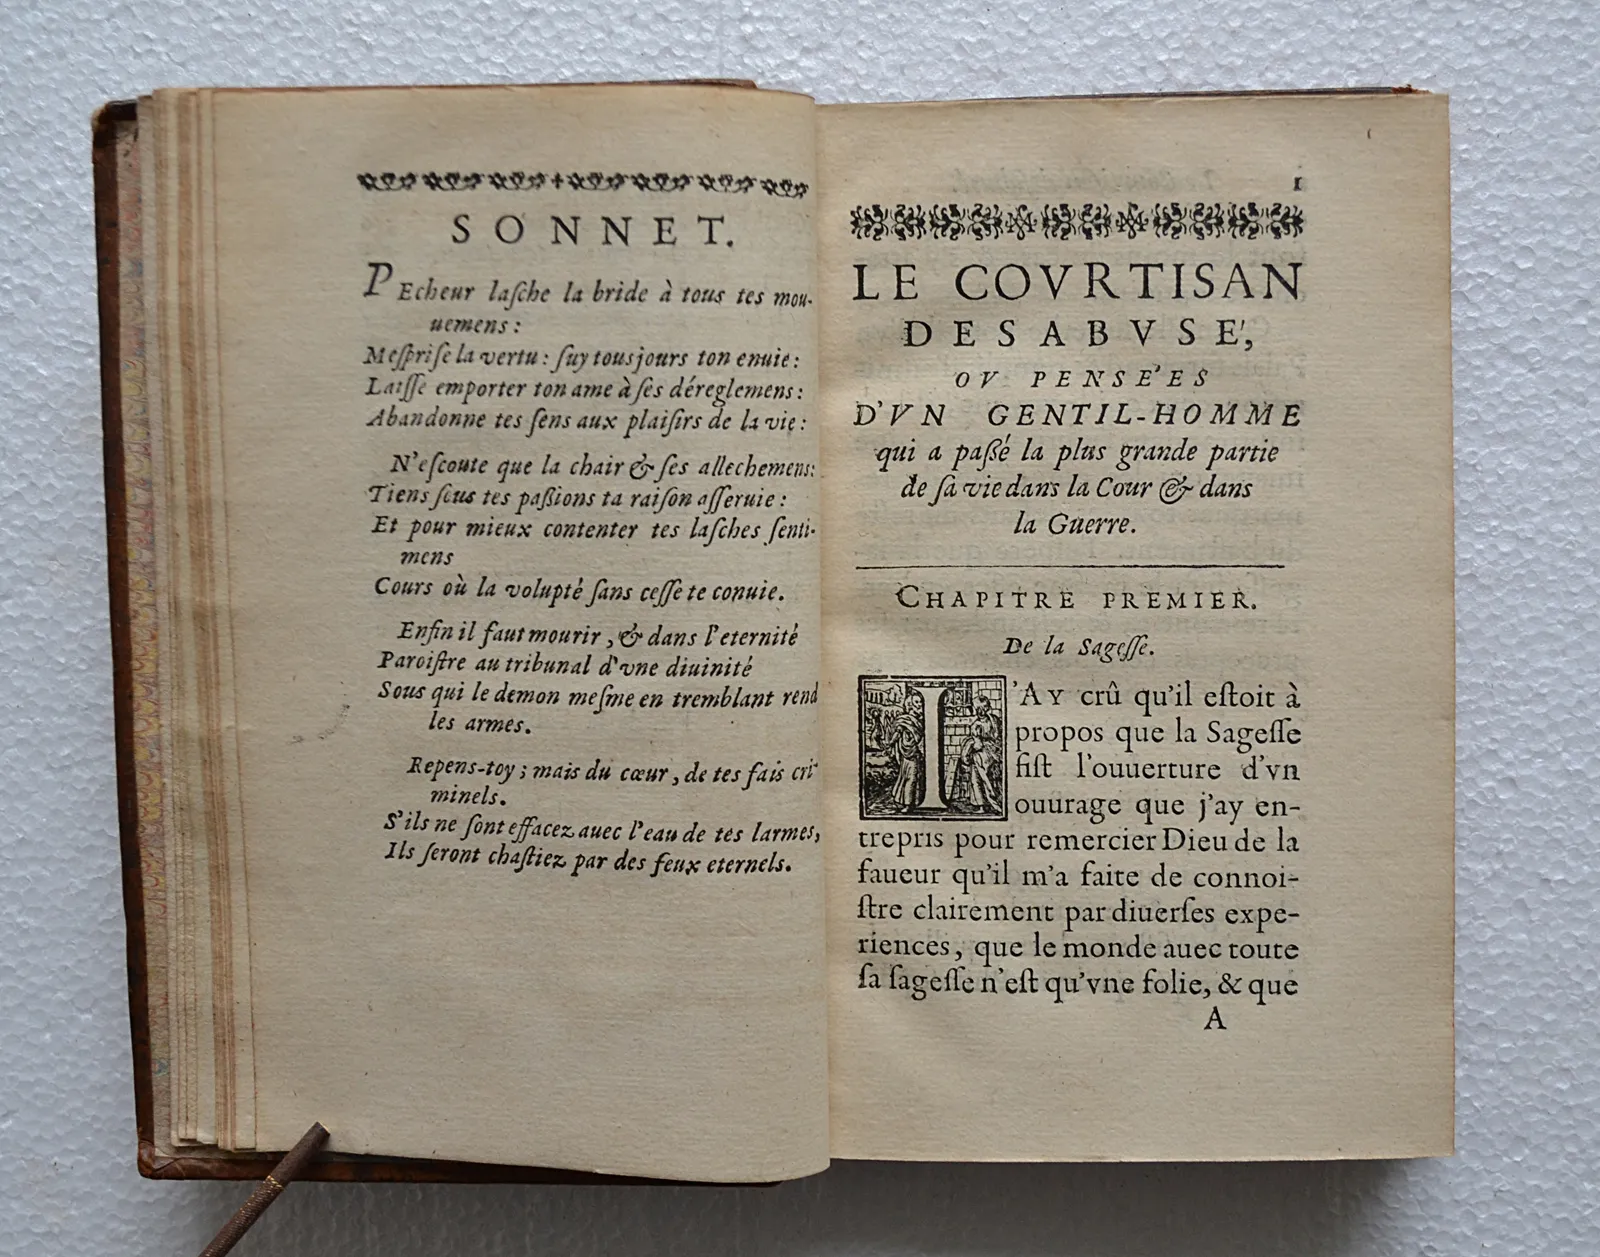 SONNET.
PEcheur laſche la bride à tous tes mou-
uemens :
Meſpriſe la vertu : ſuy tousjours ton enuie :
Laiſſe emporter ton ame à ſes déreglemens :
Abandonne tes ſens aux plaiſirs de la vie :
N'eſcoute que la chair & ſes allechemens:
Tiens ſous tes paßions ta raiſon aſſeruie :
Et pour mieux contenter tes laſches ſenti-
mens
Cours où la volupté ſans ceſſe te conuie.
Enfin il faut mourir, & dans l'eternité
Paroiſtre au tribunal d'vne diuinité
Sous qui le demon meſme en tremblant rend
les armes.
Repens-toy ; mais du cœur, de tes fais cri-
minels.
S'ils ne ſont effacez auec l'eau de tes larmes,
Ils ſeront chaſtiez par des feux eternels.
1
LE COVRTISAN
DESABVSE',
OV PENSE'ES
D'VN GENTIL-HOMME
qui a paßé la plus grande partie
de ſa vie dans la Cour & dans
la Guerre.
CHAPITRE PREMIER.
De la Sageſſe.
I'AY crû qu'il eſtoit à
propos que la Sageſſe
fiſt l'ouuerture d'vn
ouurage que j'ay en-
trepris pour remercier Dieu de la
faueur qu'il m'a faite de connoi-
ſtre clairement par diuerſes expe-
riences, que le monde auec toute
ſa ſageſſe n'eſt qu'vne folie, & que
A